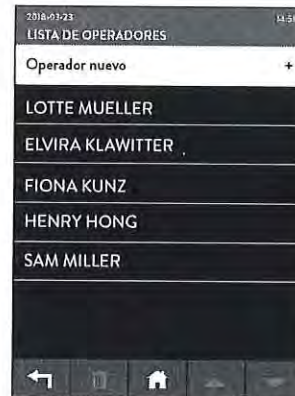 2018-03-23
LISTA DE OPERADORES
Operador nuevo +
LOTTE MUELLER
ELVIRA KLAWITTER
FIONA KUNZ
HENRY HONG
SAM MILLER